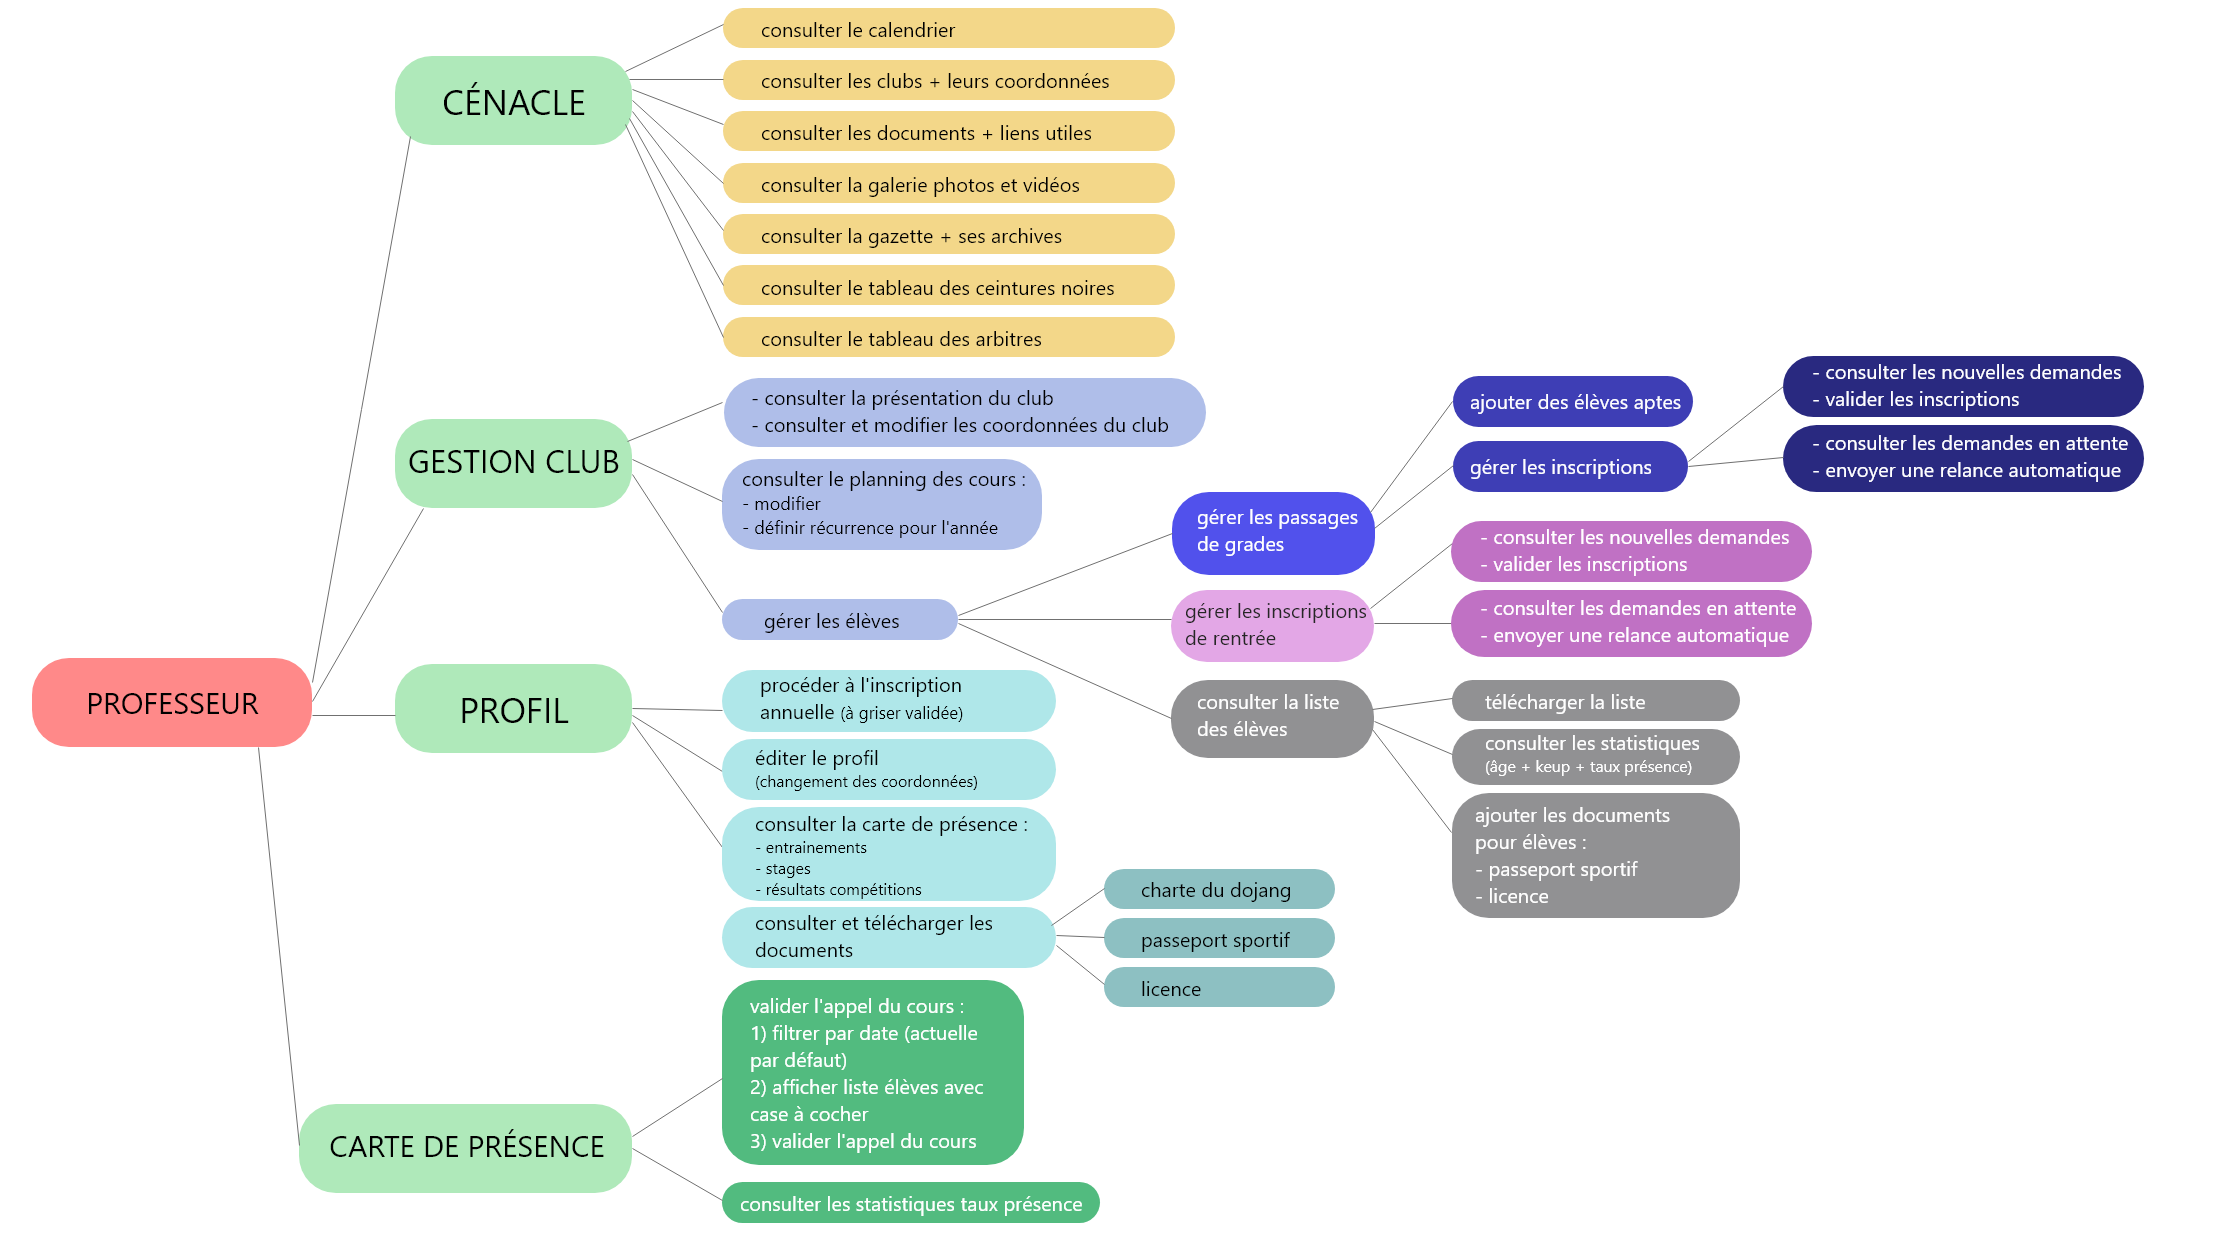 PROFESSEUR
CÉNACLE
consulter le calendrier
consulter les clubs + leurs coordonnées
consulter les documents + liens utiles
consulter la galerie photos et vidéos
consulter la gazette + ses archives
consulter le tableau des ceintures noires
consulter le tableau des arbitres
GESTION CLUB
- consulter la présentation du club
- consulter et modifier les coordonnées du club
consulter le planning des cours :
- modifier
- définir récurrence pour l'année
gérer les élèves
gérer les passages
de grades
ajouter des élèves aptes
gérer les inscriptions
- consulter les nouvelles demandes
- valider les inscriptions
- consulter les demandes en attente
- envoyer une relance automatique
gérer les inscriptions
de rentrée
- consulter les nouvelles demandes
- valider les inscriptions
- consulter les demandes en attente
- envoyer une relance automatique
consulter la liste
des élèves
télécharger la liste
consulter les statistiques
(âge + keup + taux présence)
ajouter les documents
pour élèves :
- passeport sportif
- licence
PROFIL
procéder à l'inscription
annuelle (à griser validée)
éditer le profil
(changement des coordonnées)
consulter la carte de présence :
- entrainements
- stages
- résultats compétitions
consulter et télécharger les
documents
charte du dojang
passeport sportif
licence
CARTE DE PRÉSENCE
valider l'appel du cours :
1) filtrer par date (actuelle
par défaut)
2) afficher liste élèves avec
case à cocher
3) valider l'appel du cours
consulter les statistiques taux présence